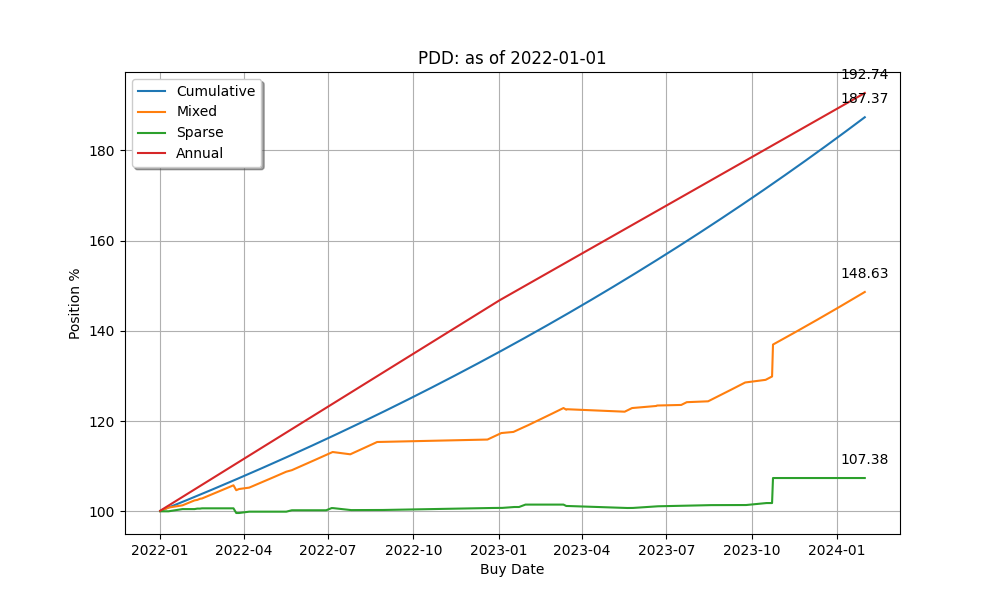 PDD: as of 2022-01-01
192.74
187.37
148.63
107.38
Cumulative
Mixed
Sparse
Annual
Position %
180
160
140
120
100
2022-01 2022-04 2022-07 2022-10 2023-01 2023-04 2023-07 2023-10 2024-01
Buy Date